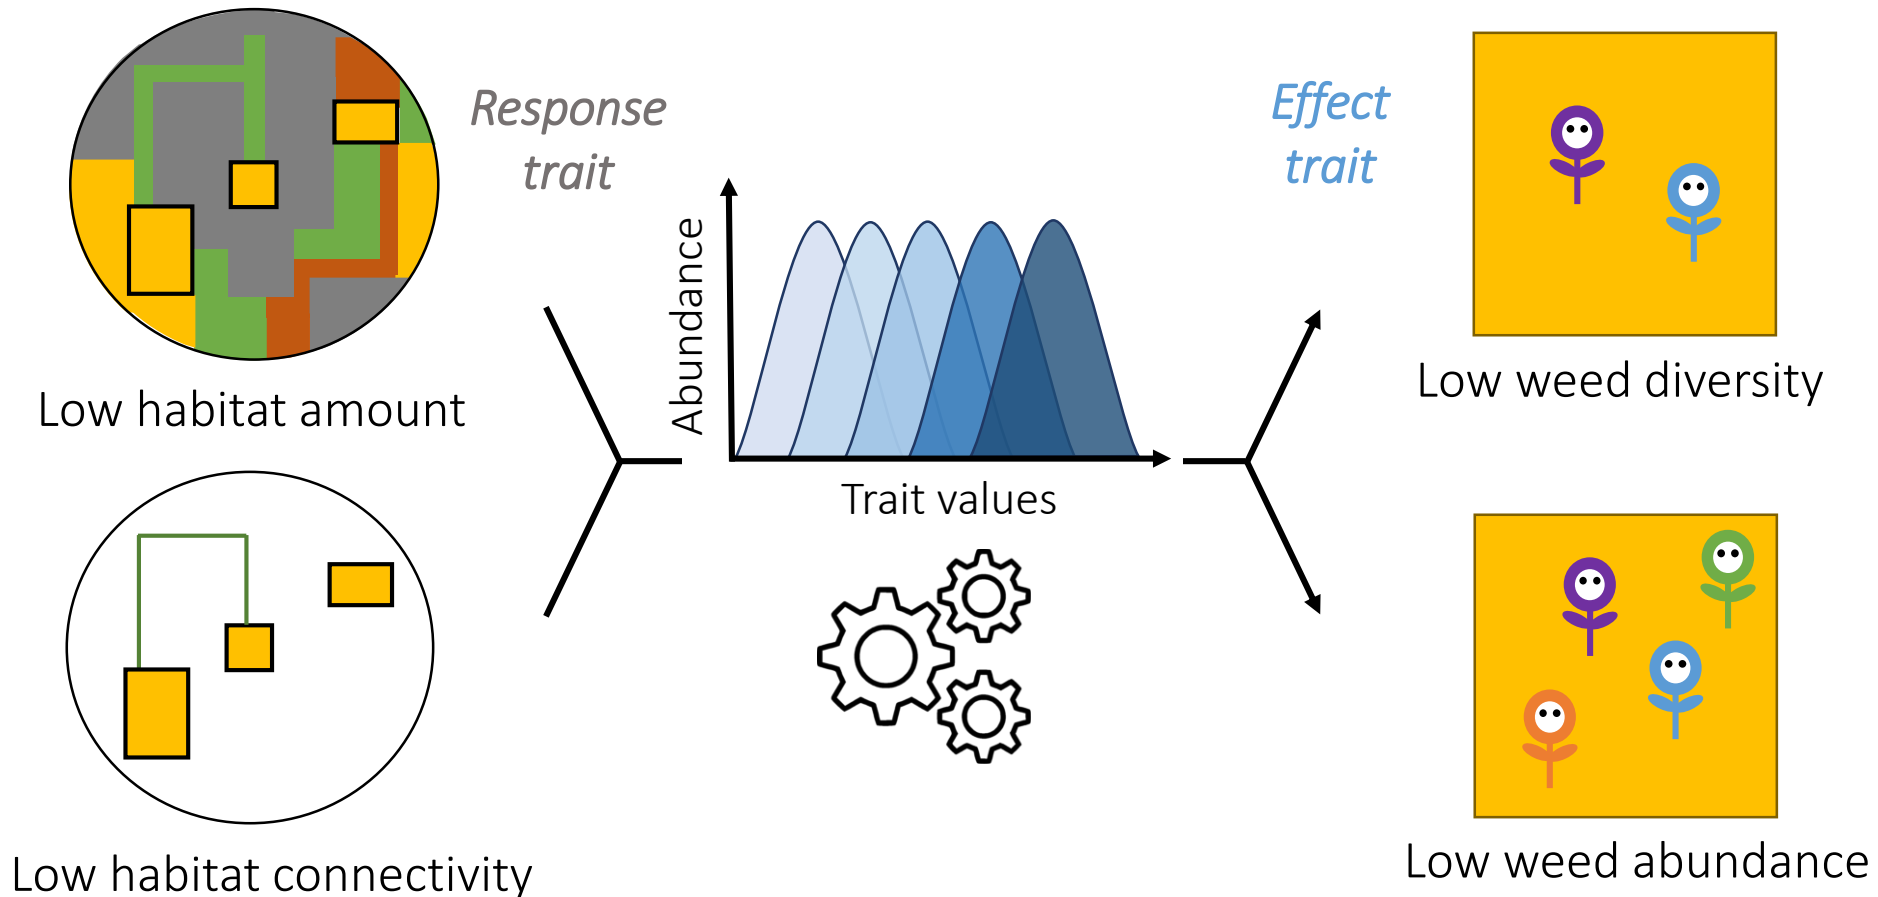 Response
trait
Effect
trait
Low habitat amount
Abundance
Trait values
Low weed diversity
Low habitat connectivity
Low weed abundance